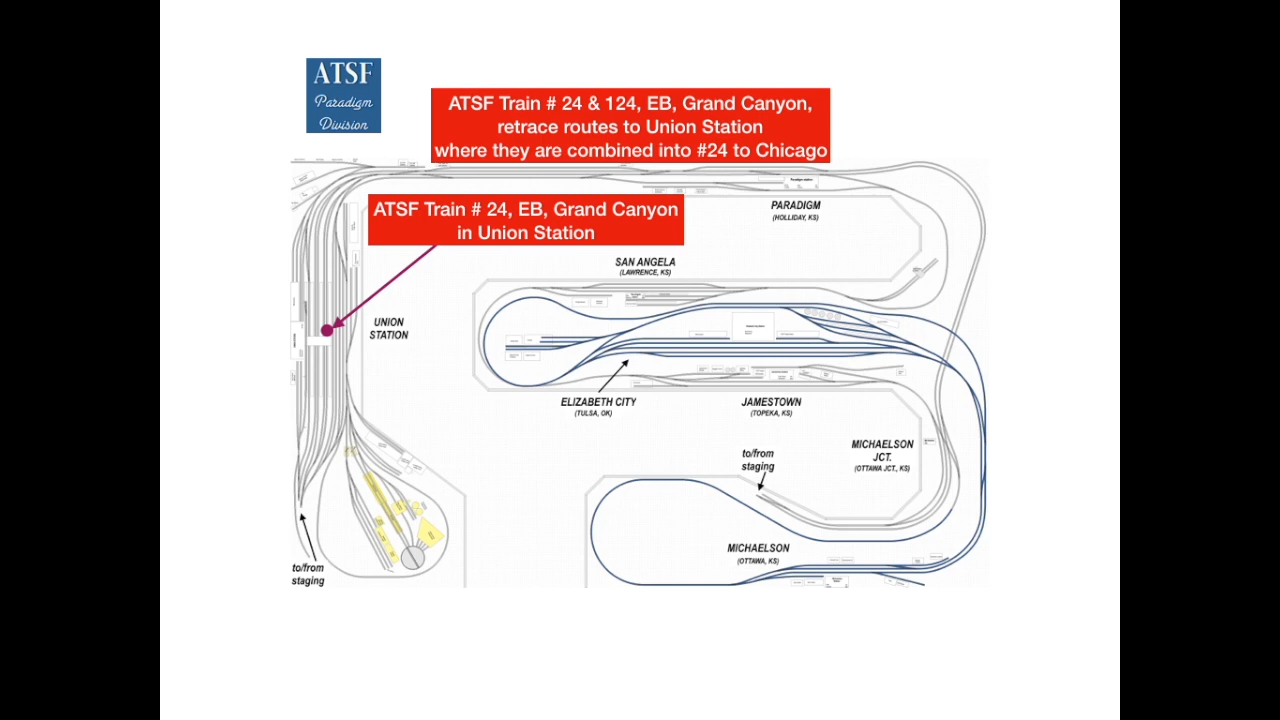 ATSF
Paradigm
Division
ATSF Train # 24 & 124, EB, Grand Canyon,
retrace routes to Union Station
where they are combined into #24 to Chicago
ATSF Train # 24, EB, Grand Canyon
in Union Station
PARADIGM
(HOLLIDAY, KS)
SAN ANGELA
(LAWRENCE, KS)
UNION
STATION
ELIZABETH CITY
(TULSA, OK)
JAMESTOWN
(TOPEKA, KS)
MICHAELSON
JCT.
(OTTAWA JCT., KS)
to/from
staging
MICHAELSON
(OTTAWA, KS)
to/from
staging